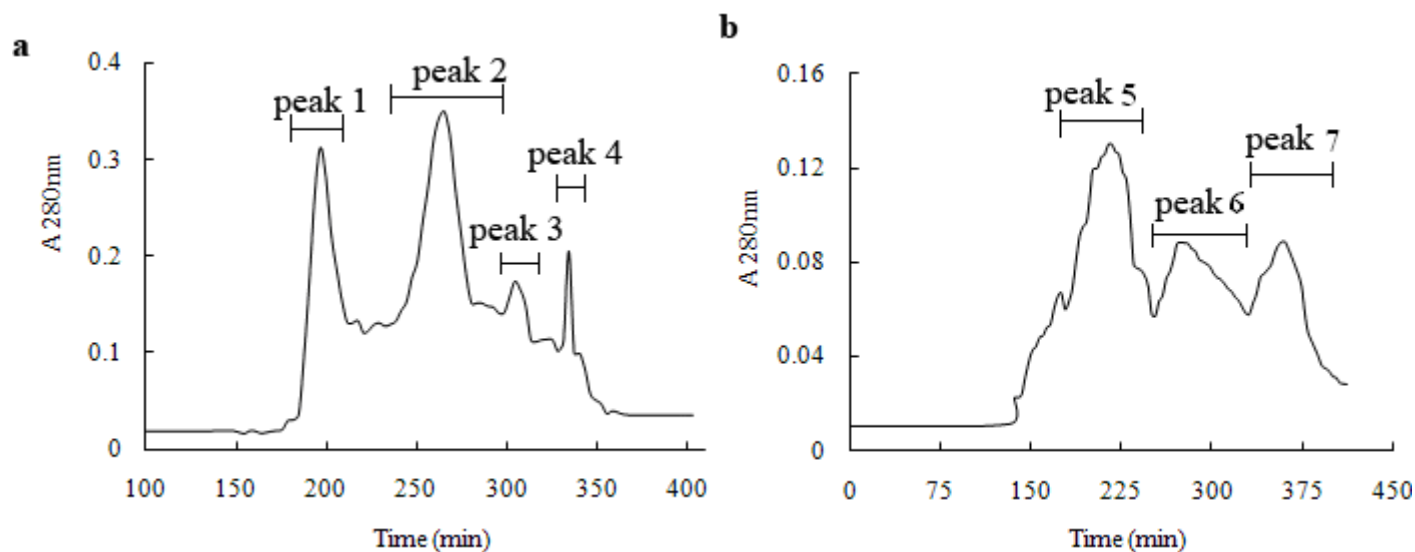 a
0.4
0.3
0.2
0.1
0
A 280nm
peak 1
peak 2
peak 3
peak 4
100 150 200 250 300 350 400
Time (min)
b
0.16
0.12
0.08
0.04
0
A 280nm
peak 5
peak 6
peak 7
0 75 150 225 300 375 450
Time (min)